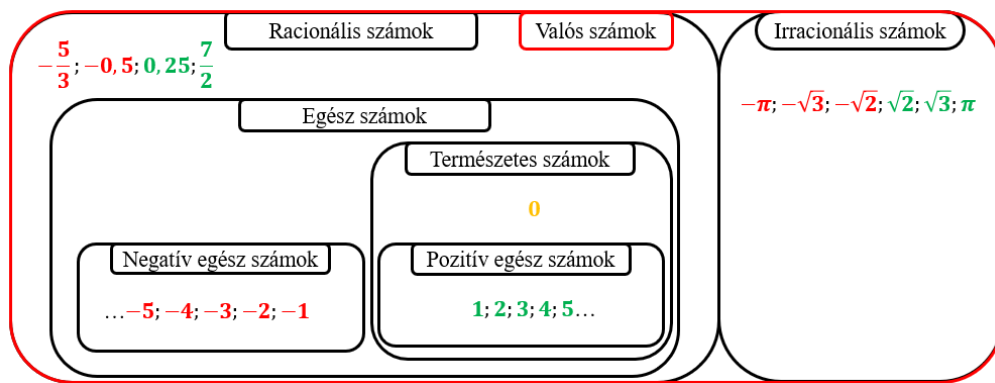 Racionális számok
Valós számok
Irracionális számok
−5/3; −0,5; 0,25; 7/2
−π; −√3; −√2; √2; √3; π
Egész számok
Természetes számok
0
Negatív egész számok
Pozitív egész számok
…−5; −4; −3; −2; −1
1; 2; 3; 4; 5…